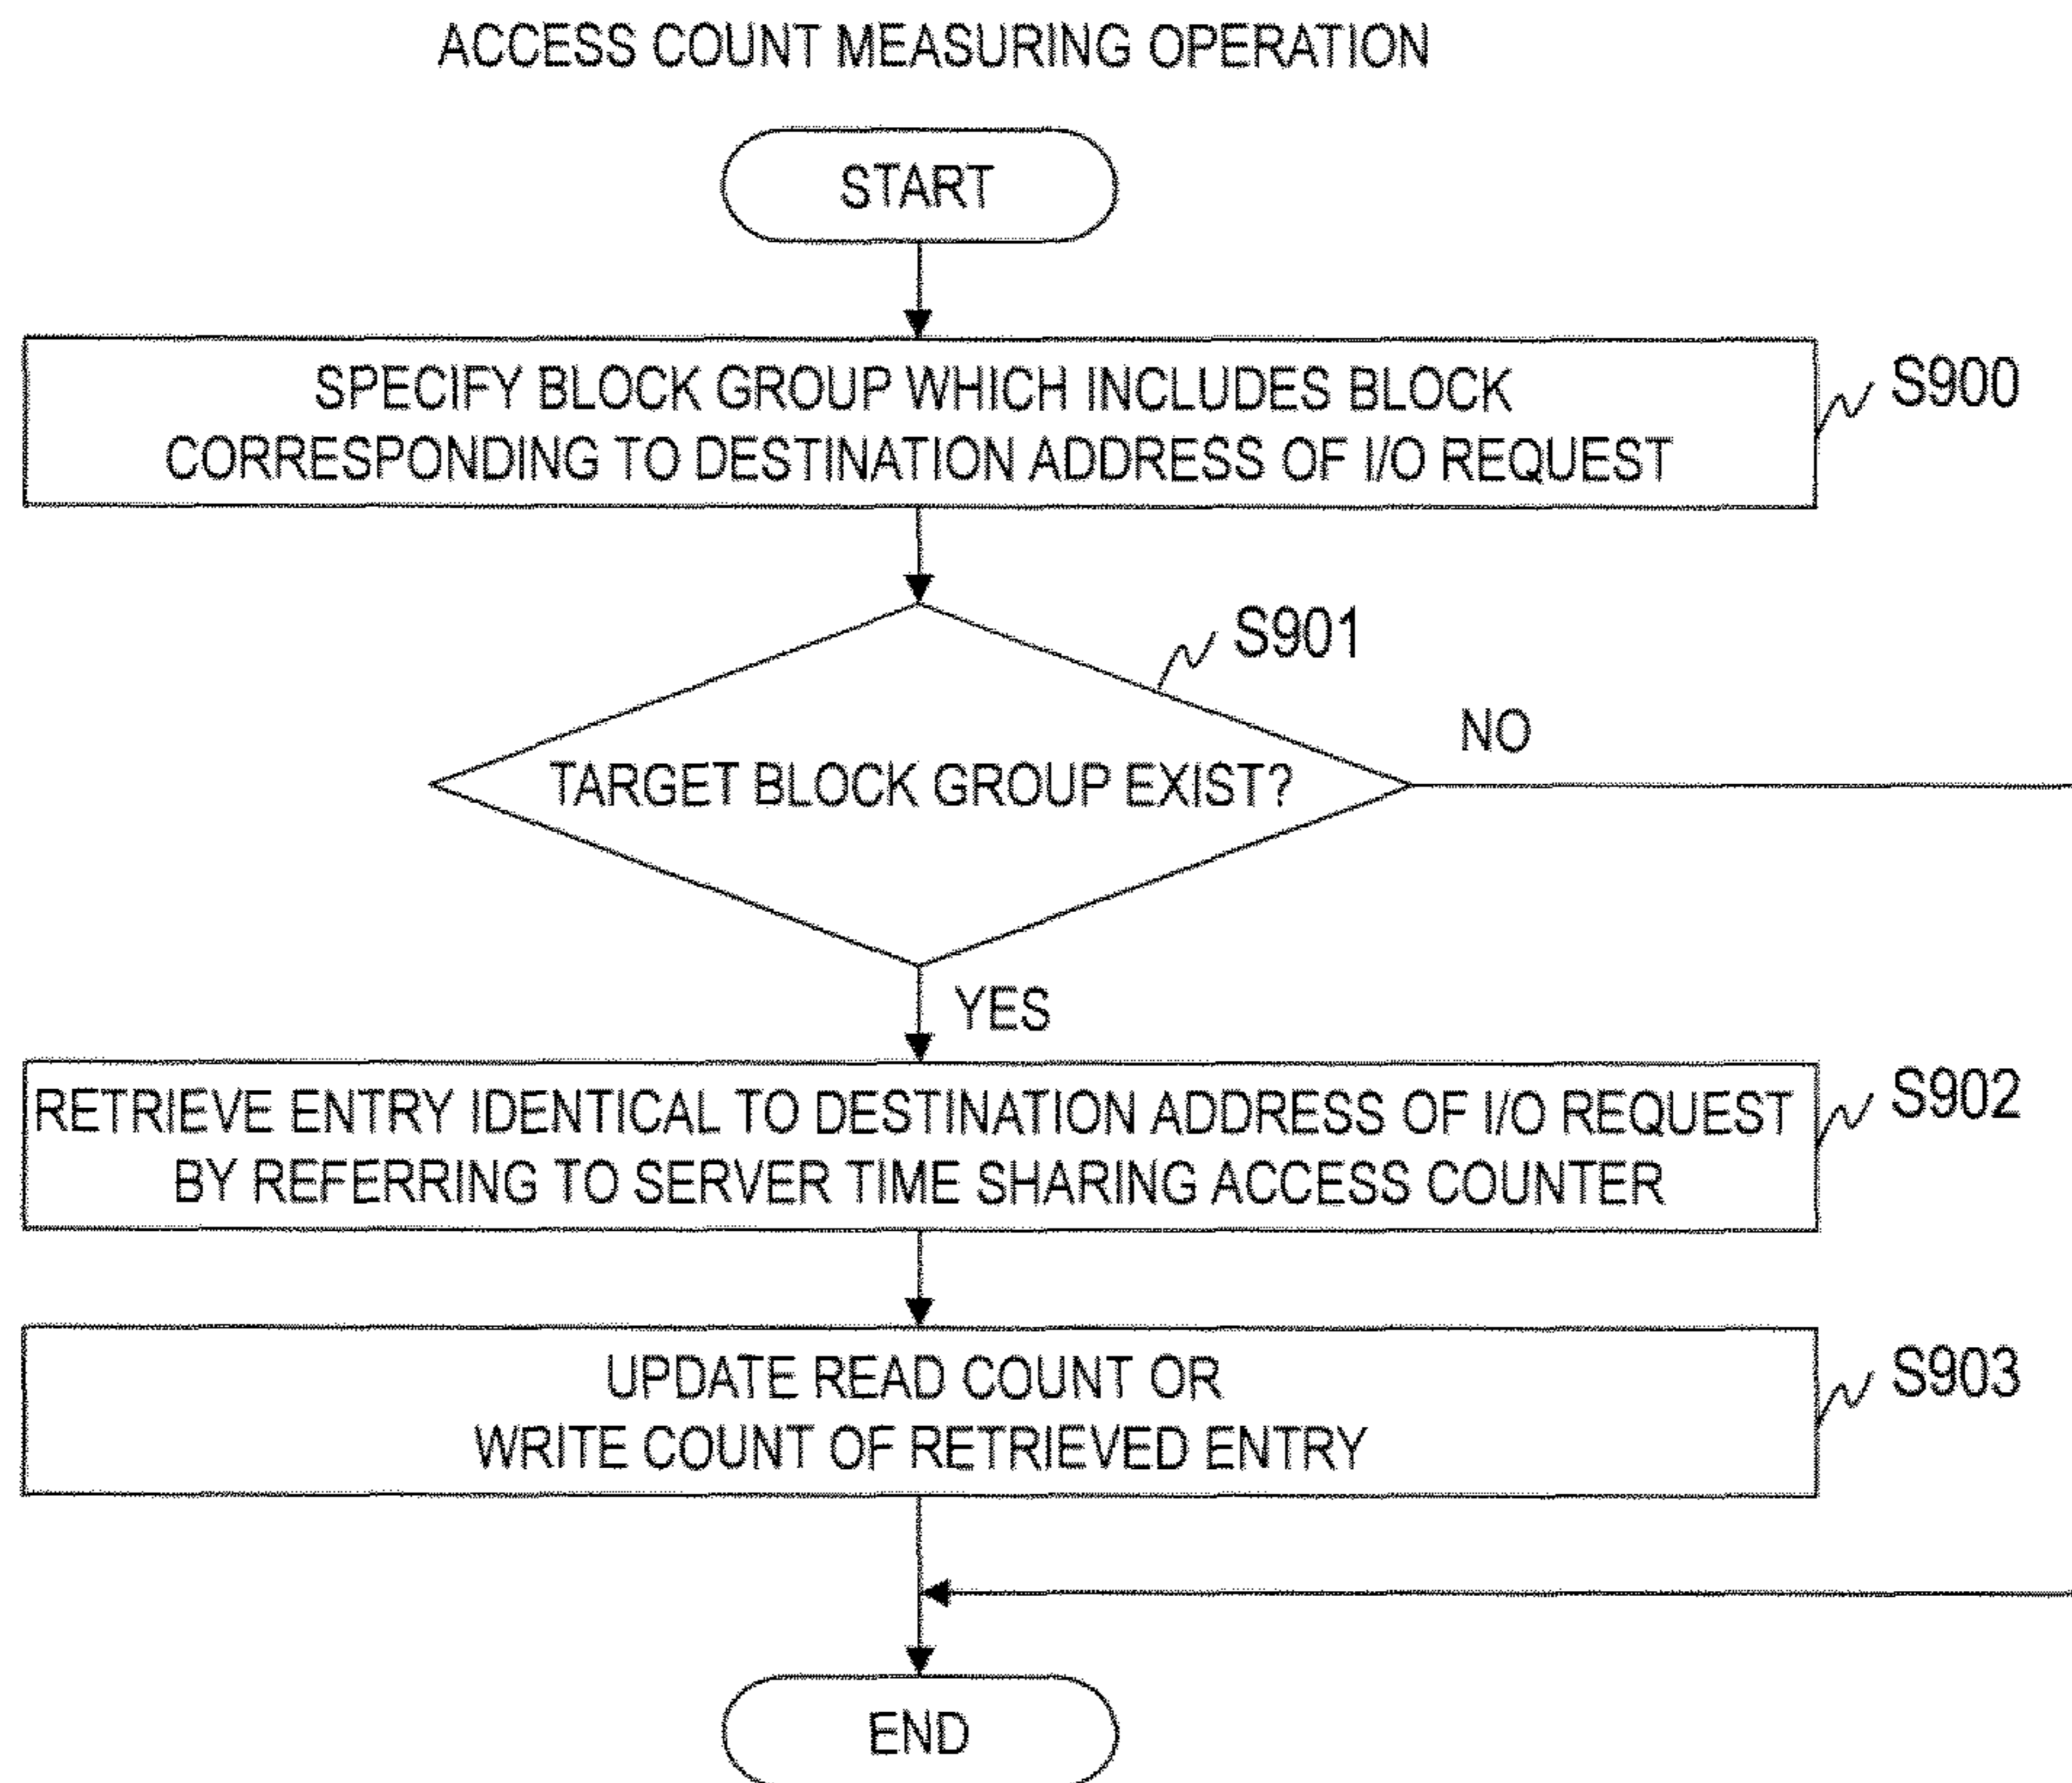 ACCESS COUNT MEASURING OPERATION
START
SPECIFY BLOCK GROUP WHICH INCLUDES BLOCK
CORRESPONDING TO DESTINATION ADDRESS OF I/O REQUEST
S900
S901
TARGET BLOCK GROUP EXIST?
NO
YES
RETRIEVE ENTRY IDENTICAL TO DESTINATION ADDRESS OF I/O REQUEST
BY REFERRING TO SERVER TIME SHARING ACCESS COUNTER
S902
UPDATE READ COUNT OR
WRITE COUNT OF RETRIEVED ENTRY
S903
END